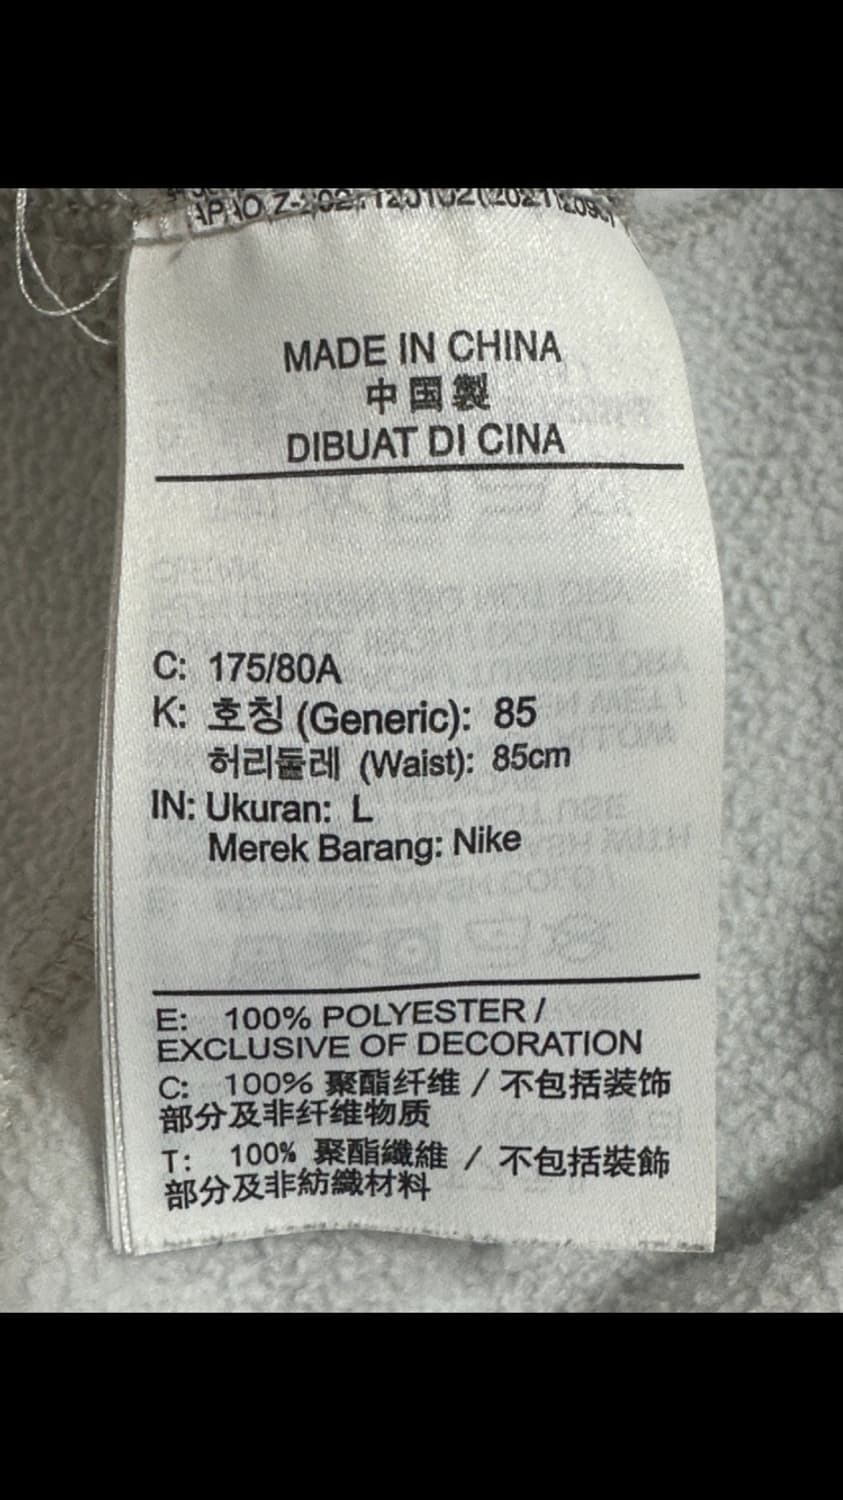 MADE IN CHINA
中国製
DIBUAT DI CINA
C: 175/80A
K: 호칭 (Generic): 85
허리둘레 (Waist): 85cm
IN: Ukuran: L
Merek Barang: Nike
E: 100% POLYESTER /
EXCLUSIVE OF DECORATION
C: 100% 聚酯纤维 / 不包括装饰
部分及非纤维物质
T: 100% 聚酯纖維 / 不包括裝飾
部分及非紡織材料